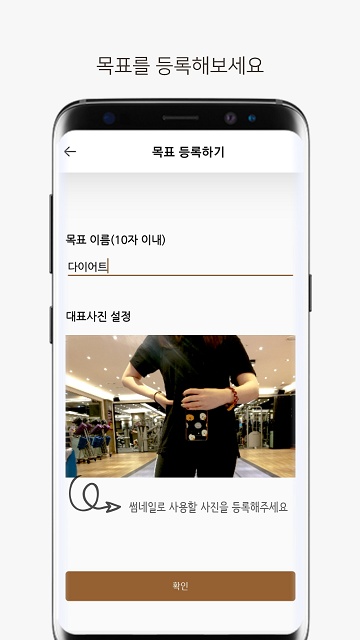 목표를 등록해보세요
목표 등록하기
목표 이름(10자 이내)
다이어트
대표사진 설정
썸네일로 사용할 사진을 등록해주세요
확인